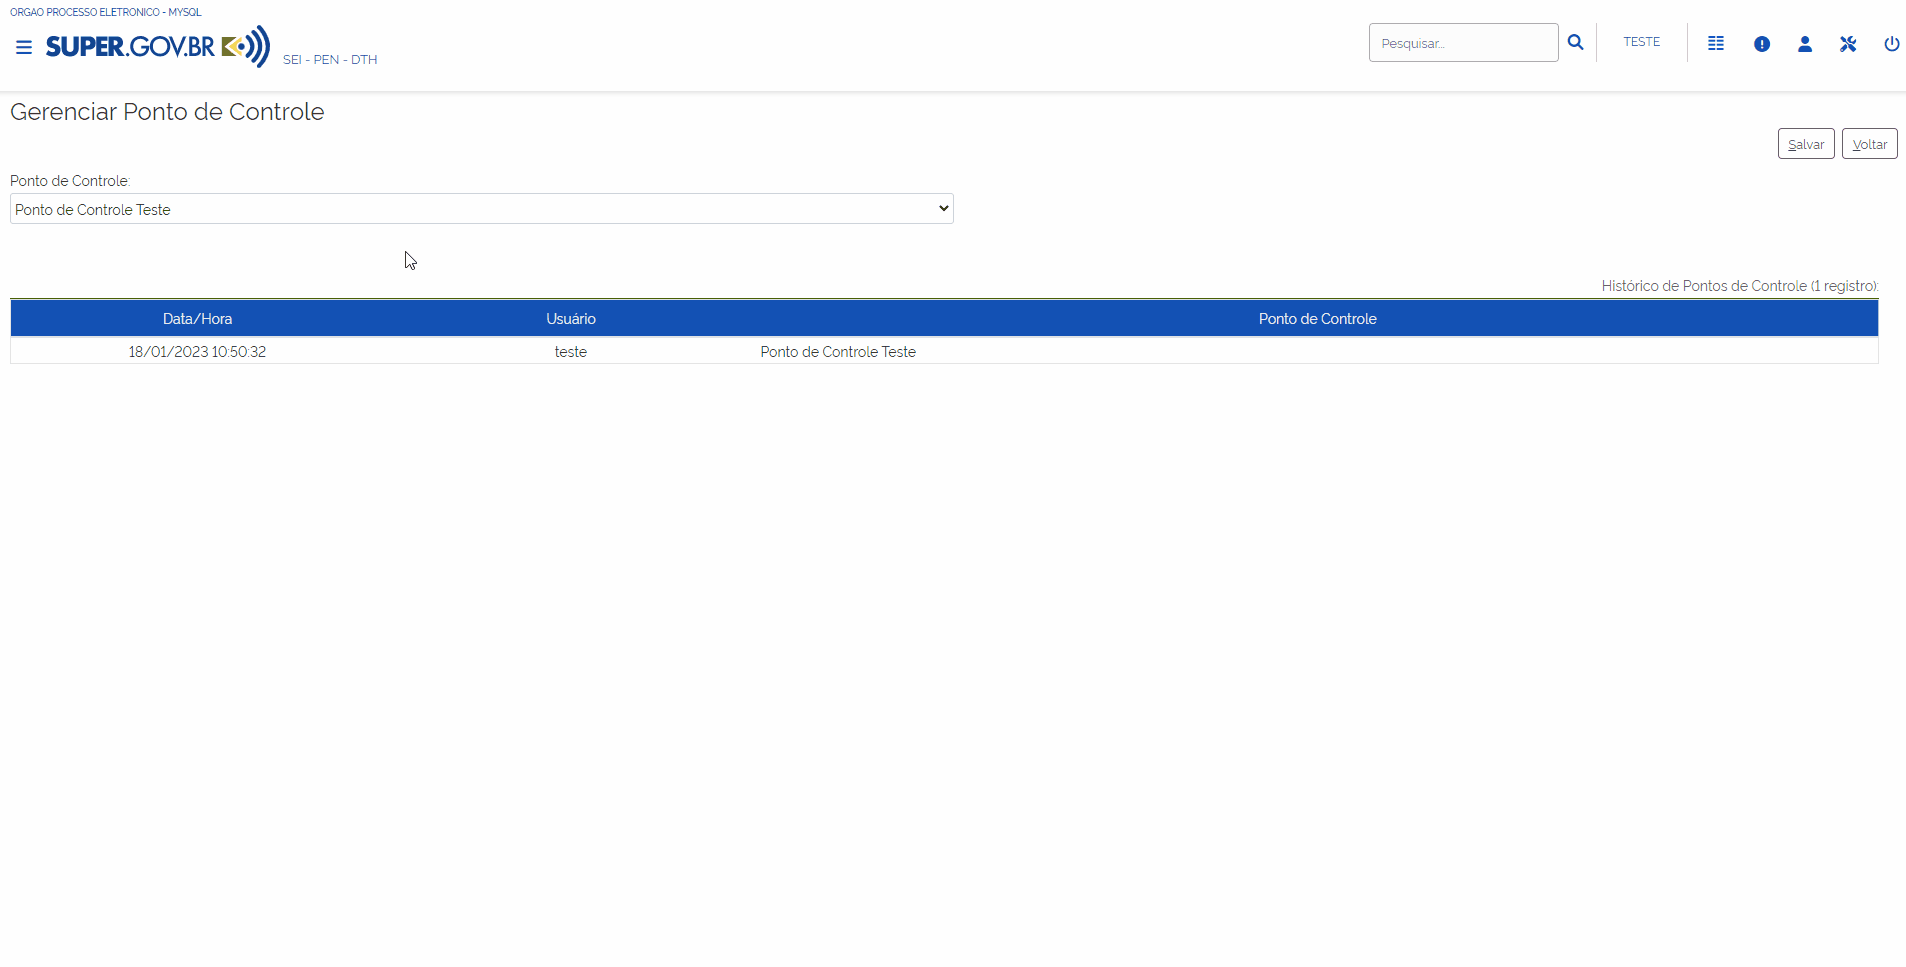 ORGAO PROCESSO ELETRONICO - MYSQL
SUPER.GOV.BR
SEI - PEN - DTH
Pesquisar...
TESTE
Gerenciar Ponto de Controle
Salvar
Voltar
Ponto de Controle:
Ponto de Controle Teste
Histórico de Pontos de Controle (1 registro):
Data/Hora Usuário Ponto de Controle
18/01/2023 10:50:32 teste Ponto de Controle Teste